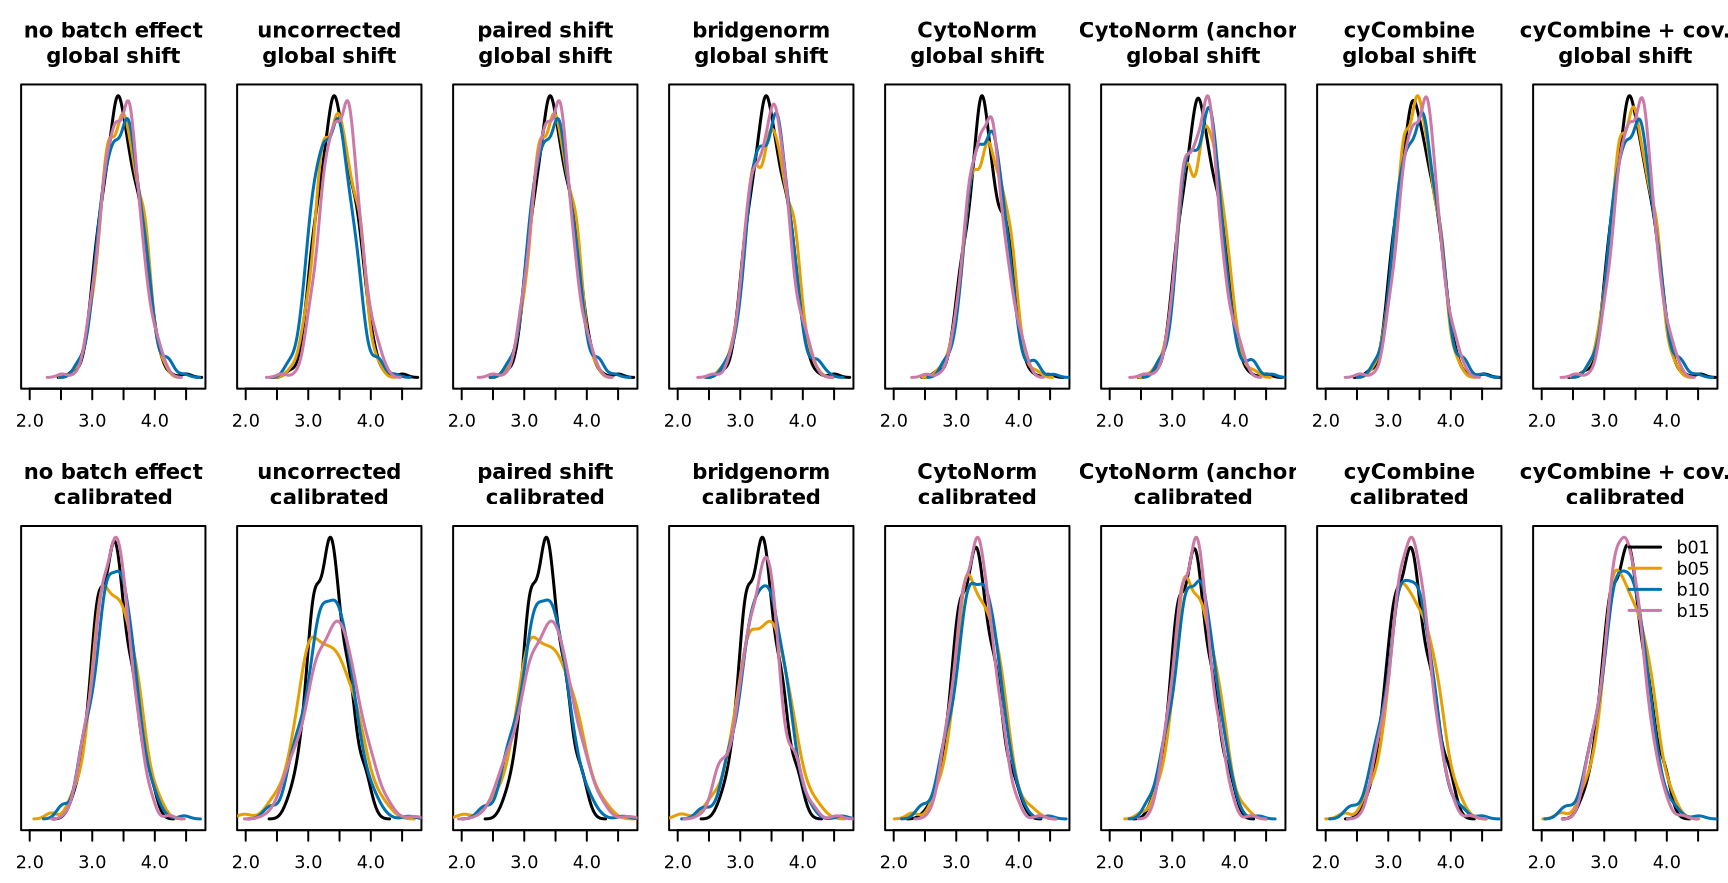 no batch effect
global shift
uncorrected
global shift
paired shift
global shift
bridgenorm
global shift
CytoNorm
global shift
CytoNorm (anchor
global shift
cyCombine
global shift
cyCombine + cov.
global shift
2.0 3.0 4.0
2.0 3.0 4.0
2.0 3.0 4.0
2.0 3.0 4.0
2.0 3.0 4.0
2.0 3.0 4.0
2.0 3.0 4.0
2.0 3.0 4.0
no batch effect
calibrated
uncorrected
calibrated
paired shift
calibrated
bridgenorm
calibrated
CytoNorm
calibrated
CytoNorm (anchor
calibrated
cyCombine
calibrated
cyCombine + cov.
calibrated
b01
b05
b10
b15
2.0 3.0 4.0
2.0 3.0 4.0
2.0 3.0 4.0
2.0 3.0 4.0
2.0 3.0 4.0
2.0 3.0 4.0
2.0 3.0 4.0
2.0 3.0 4.0